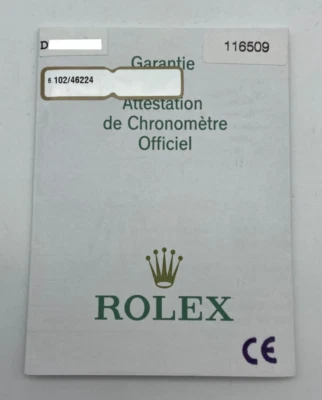 D
116509
Garantie
6 102/46224
Attestation
de Chronomètre
Officiel
ROLEX
CE